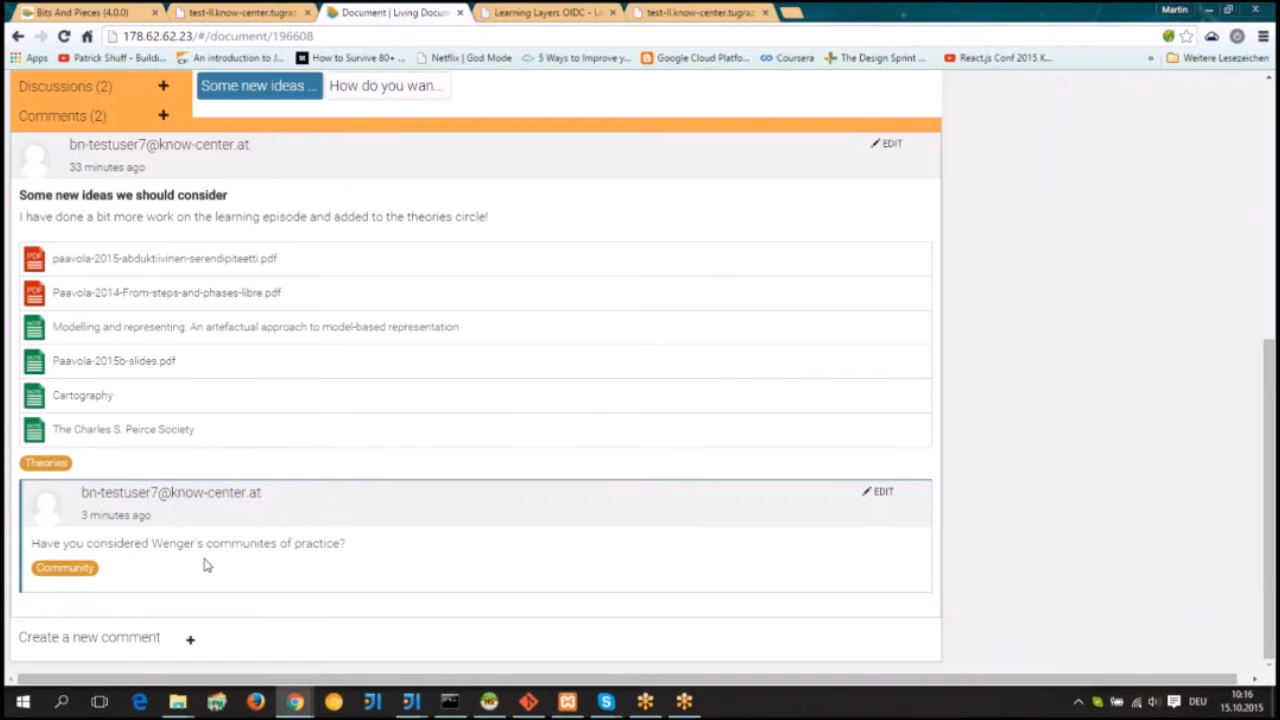 Bits And Pieces (4.0.0)
test-ll.know-center.tugraz.
Document | Living Docum
Learning Layers OIDC - Lo
test-ll.know-center.tugraz.
Martin
178.62.62.23/#/document/196608
Apps
Patrick Shuff - Buildi...
An introduction to J...
How to Survive 80+ ...
Netflix | God Mode
5 Ways to Improve y...
Google Cloud Platfo...
Coursera
The Design Sprint ...
React.js Conf 2015 K...
»
Weitere Lesezeichen
Discussions (2) +
Some new ideas ...
How do you wan...
Comments (2) +
bn-testuser7@know-center.at
EDIT
33 minutes ago
Some new ideas we should consider
I have done a bit more work on the learning episode and added to the theories circle!
PDF paavola-2015-abduktiivinen-serendipiteetti.pdf
PDF Paavola-2014-From-steps-and-phases-libre.pdf
NOTE Modelling and representing: An artefactual approach to model-based representation
NOTE Paavola-2015b-slides.pdf
NOTE Cartography
NOTE The Charles S. Peirce Society
Theories
bn-testuser7@know-center.at
EDIT
3 minutes ago
Have you considered Wenger's communites of practice?
Community
Create a new comment +
DEU
10:16
15.10.2015